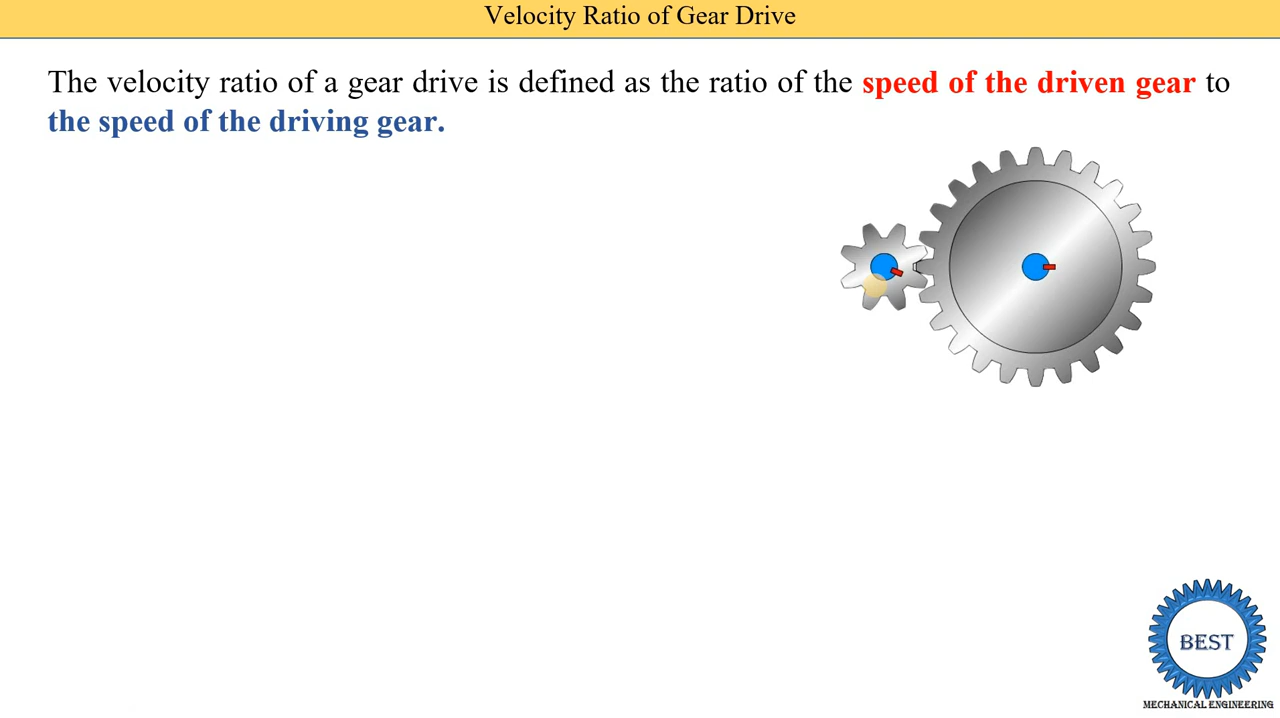 Velocity Ratio of Gear Drive
The velocity ratio of a gear drive is defined as the ratio of the speed of the driven gear to
the speed of the driving gear.
BEST
MECHANICAL ENGINEERING